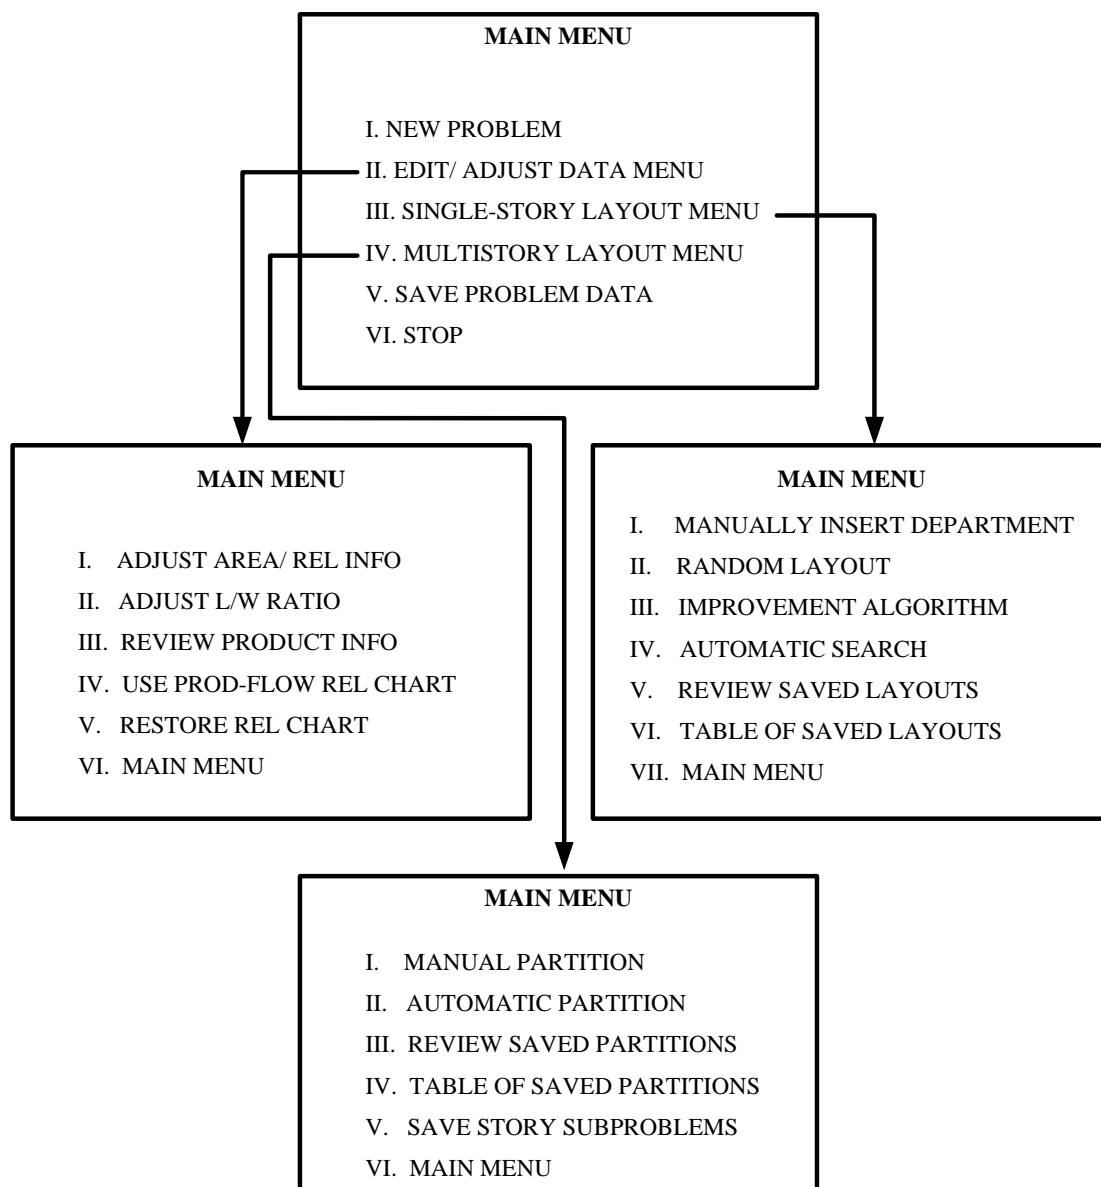 MAIN MENU
I. NEW PROBLEM
II. EDIT/ ADJUST DATA MENU
III. SINGLE-STORY LAYOUT MENU
IV. MULTISTORY LAYOUT MENU
V. SAVE PROBLEM DATA
VI. STOP
MAIN MENU
I. ADJUST AREA/ REL INFO
II. ADJUST L/W RATIO
III. REVIEW PRODUCT INFO
IV. USE PROD-FLOW REL CHART
V. RESTORE REL CHART
VI. MAIN MENU
MAIN MENU
I. MANUALLY INSERT DEPARTMENT
II. RANDOM LAYOUT
III. IMPROVEMENT ALGORITHM
IV. AUTOMATIC SEARCH
V. REVIEW SAVED LAYOUTS
VI. TABLE OF SAVED LAYOUTS
VII. MAIN MENU
MAIN MENU
I. MANUAL PARTITION
II. AUTOMATIC PARTITION
III. REVIEW SAVED PARTITIONS
IV. TABLE OF SAVED PARTITIONS
V. SAVE STORY SUBPROBLEMS
VI. MAIN MENU